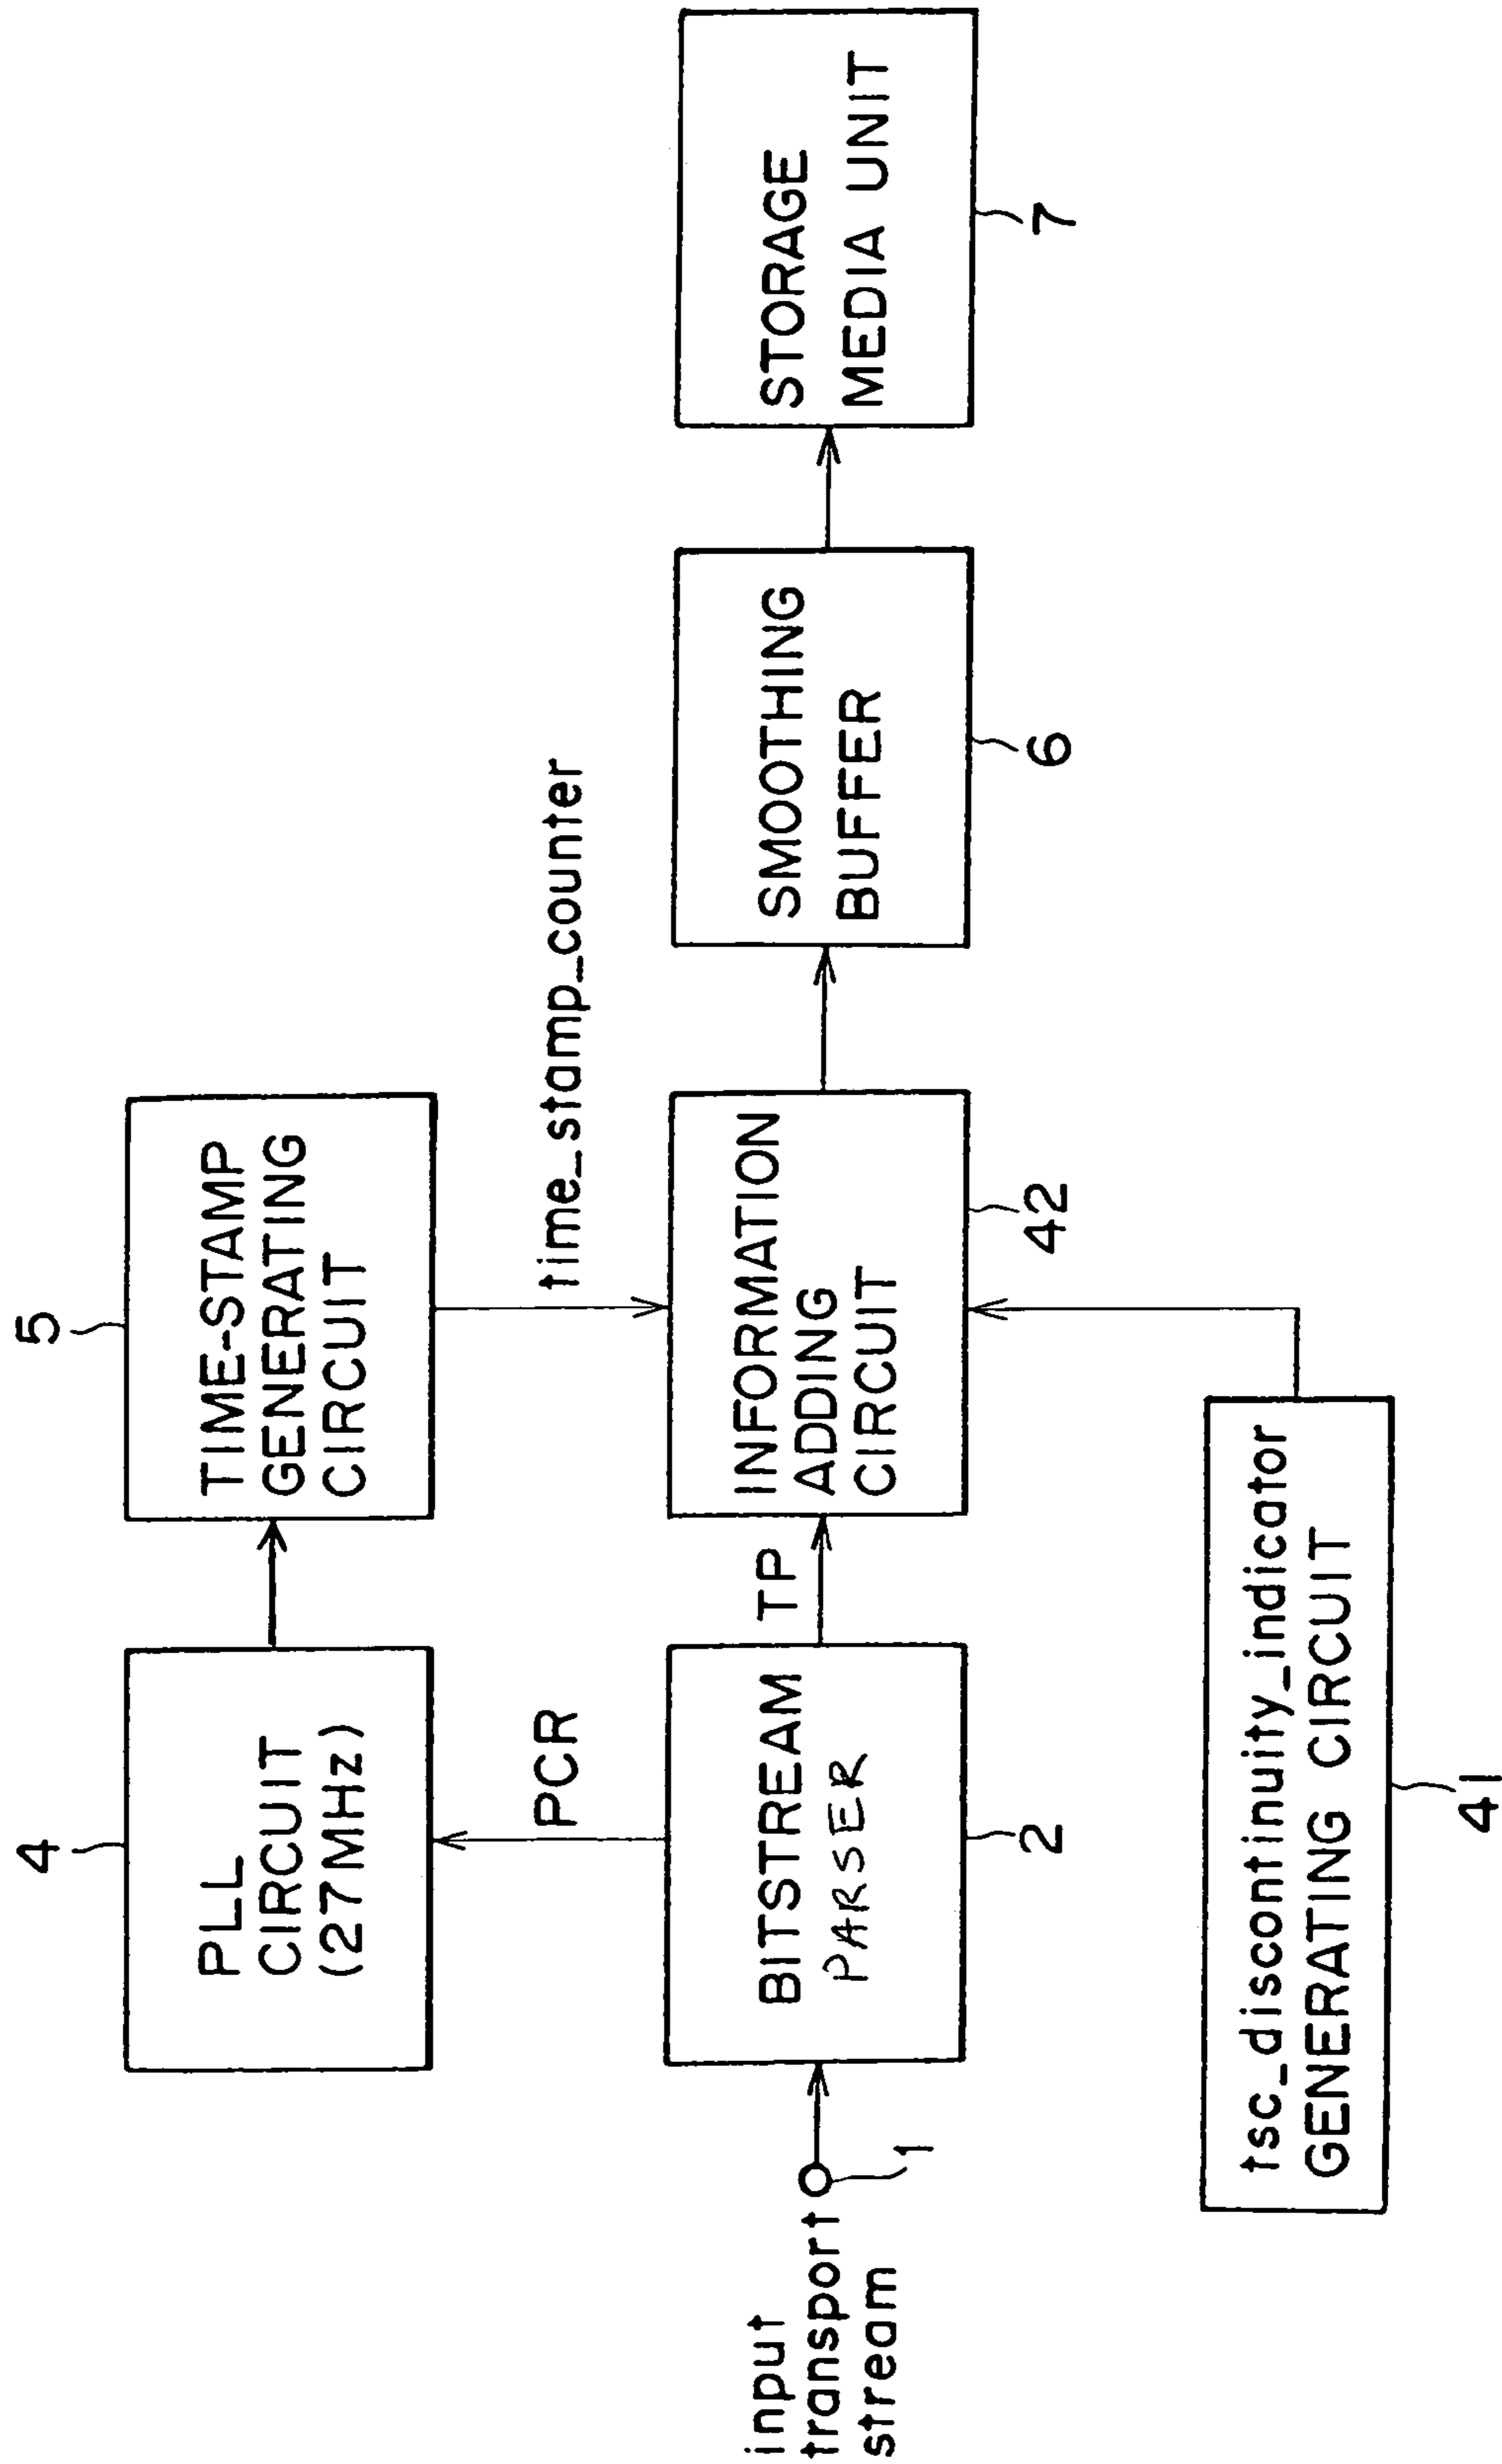 5
4
TIME-STAMP
GENERATING
CIRCUIT
PLL
CIRCUIT
(27MHz)
time_stamp_counter
PCR
input
transport
stream
1
BITSTREAM
PARSER
2
TP
INFORMATION
ADDING
CIRCUIT
42
SMOOTHING
BUFFER
6
STORAGE
MEDIA UNIT
7
tsc_discontinuity_indicator
GENERATING CIRCUIT
41